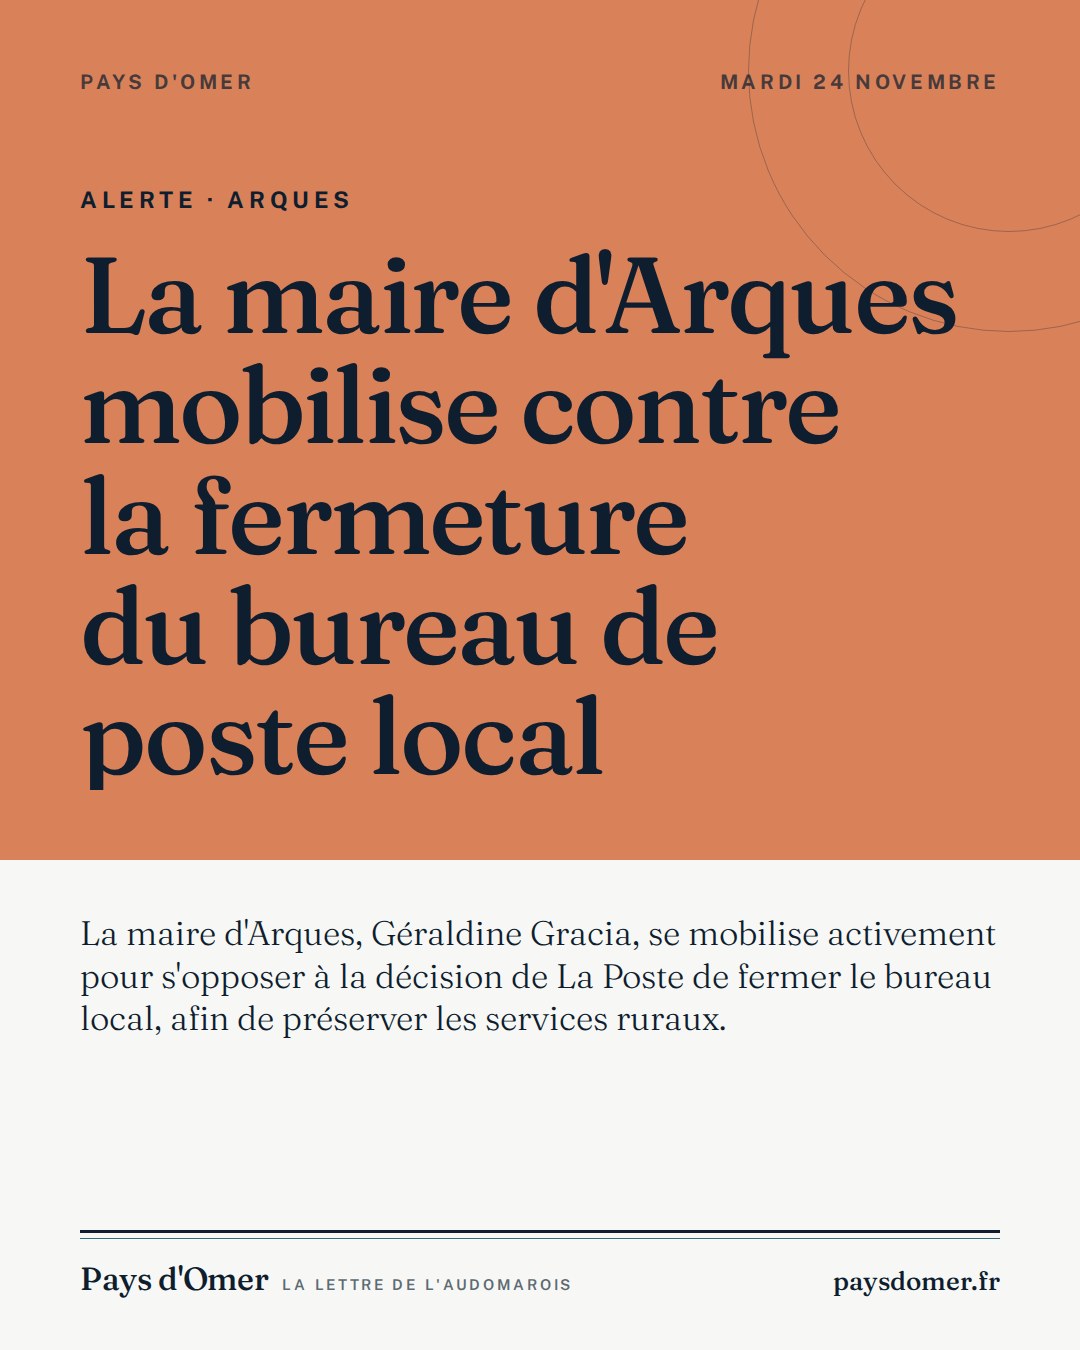 PAYS D'OMER
MARDI 24 NOVEMBRE
ALERTE · ARQUES
La maire d'Arques
mobilise contre
la fermeture
du bureau de
poste local
La maire d'Arques, Géraldine Gracia, se mobilise activement
pour s'opposer à la décision de La Poste de fermer le bureau
local, afin de préserver les services ruraux.
Pays d'Omer LA LETTRE DE L'AUDOMAROIS
paysdomer.fr